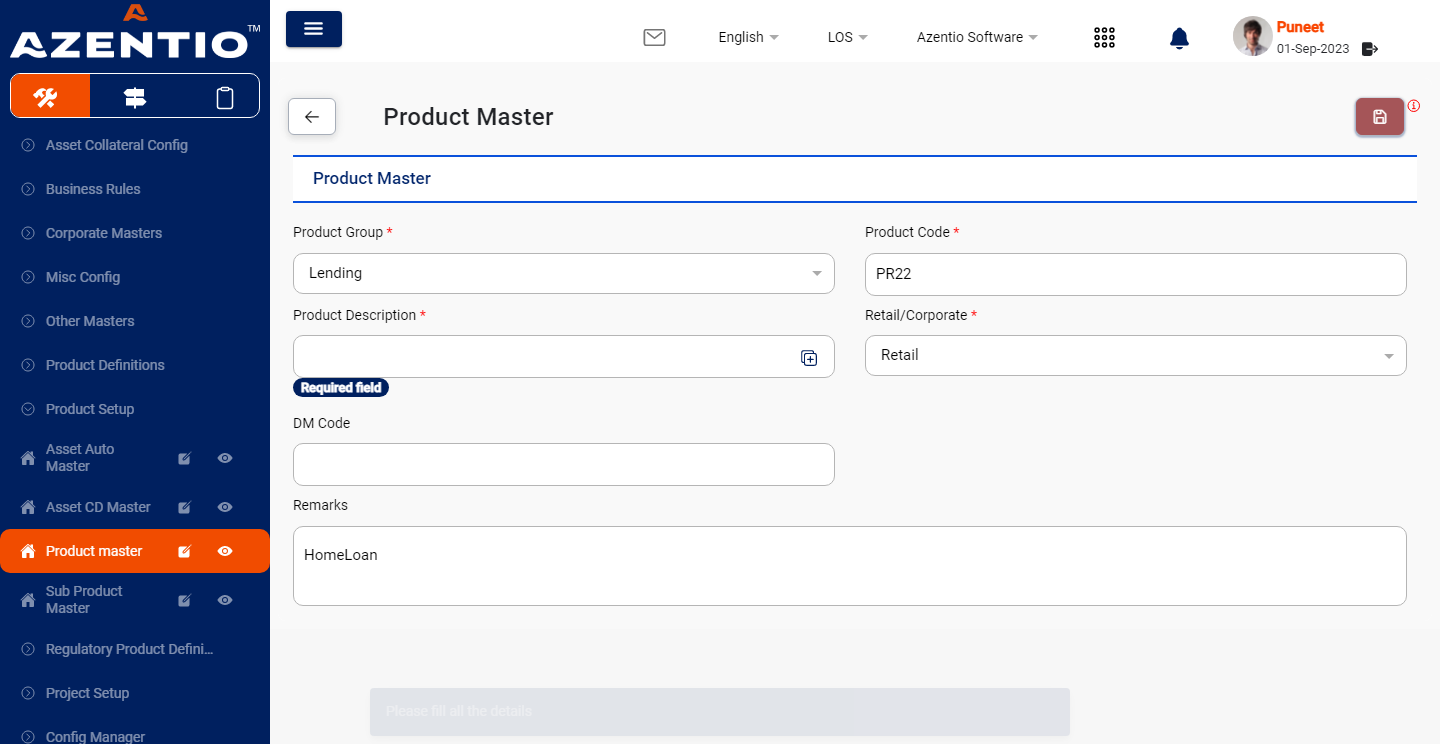 AZENTIO TM
English
LOS
Azentio Software
Puneet
01-Sep-2023
Asset Collateral Config
Business Rules
Corporate Masters
Misc Config
Other Masters
Product Definitions
Product Setup
Asset Auto
Master
Asset CD Master
Product master
Sub Product
Master
Regulatory Product Defini...
Project Setup
Config Manager
Product Master
Product Master
Product Group *
Lending
Product Code *
PR22
Product Description *
Required field
Retail/Corporate *
Retail
DM Code
Remarks
HomeLoan
Please fill all the details